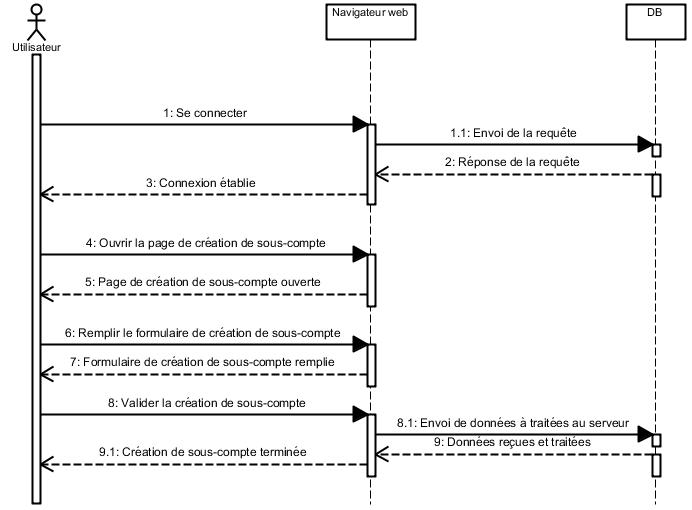 Utilisateur
Navigateur web
DB
1: Se connecter
1.1: Envoi de la requête
2: Réponse de la requête
3: Connexion établie
4: Ouvrir la page de création de sous-compte
5: Page de création de sous-compte ouverte
6: Remplir le formulaire de création de sous-compte
7: Formulaire de création de sous-compte remplie
8: Valider la création de sous-compte
8.1: Envoi de données à traitées au serveur
9: Données reçues et traitées
9.1: Création de sous-compte terminée